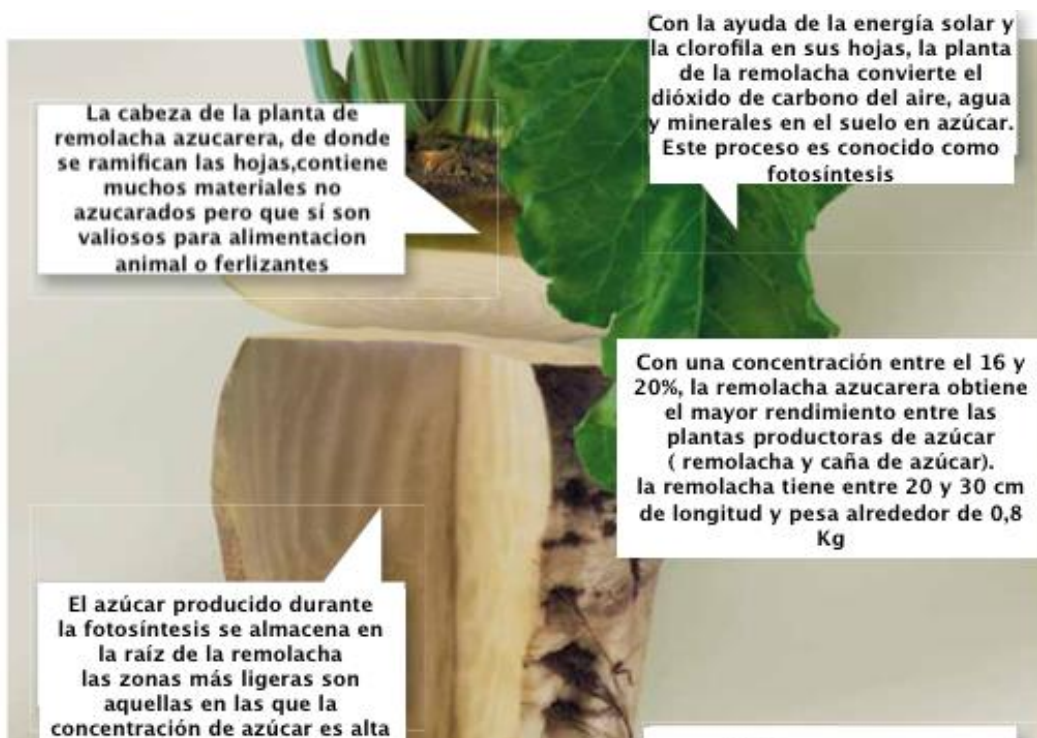 Con la ayuda de la energía solar y
la clorofila en sus hojas, la planta
de la remolacha convierte el
dióxido de carbono del aire, agua
y minerales en el suelo en azúcar.
Este proceso es conocido como
fotosíntesis
La cabeza de la planta de
remolacha azucarera, de donde
se ramifican las hojas,contiene
muchos materiales no
azucarados pero que sí son
valiosos para alimentacion
animal o ferlizantes
Con una concentración entre el 16 y
20%, la remolacha azucarera obtiene
el mayor rendimiento entre las
plantas productoras de azúcar
( remolacha y caña de azúcar).
la remolacha tiene entre 20 y 30 cm
de longitud y pesa alrededor de 0,8
Kg
El azúcar producido durante
la fotosíntesis se almacena en
la raíz de la remolacha
las zonas más ligeras son
aquellas en las que la
concentración de azúcar es alta